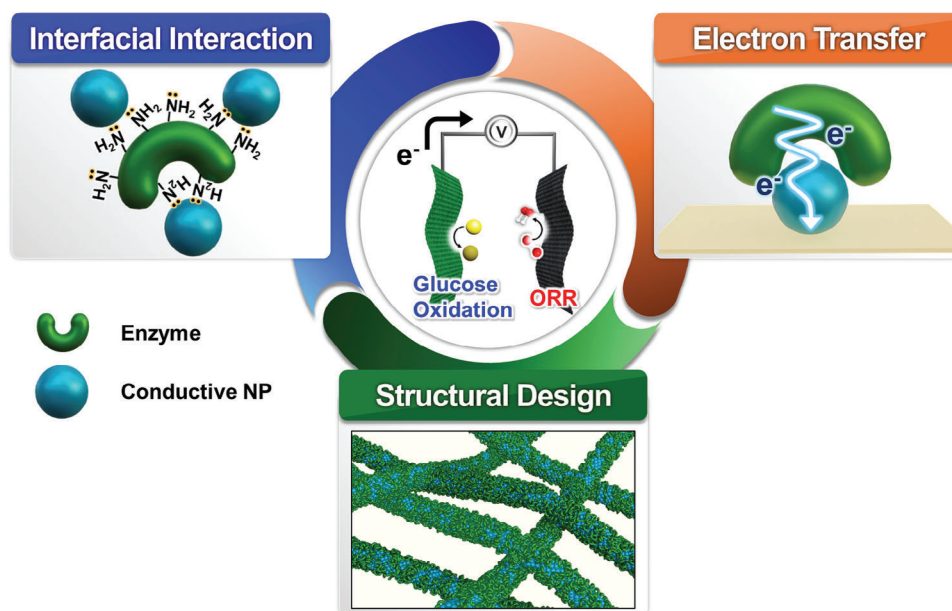 Interfacial Interaction
Electron Transfer
H₂N
NH₂
NH₂
H₂N
NH₂
H₂N
H₂N
H₂N
e-
V
e-
e-
Glucose
Oxidation
ORR
Enzyme
Conductive NP
Structural Design